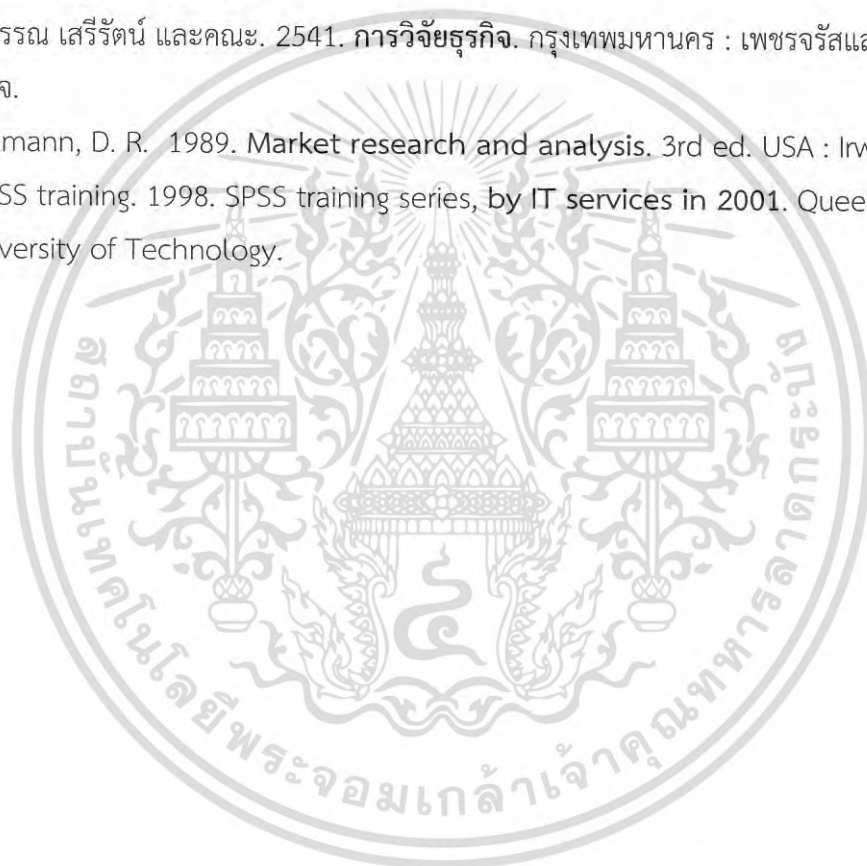 รรณ เสรีรัตน์ และคณะ. 2541. การวิจัยธุรกิจ. กรุงเทพมหานคร : เพชรจรัสแล
จ.
mann, D. R. 1989. Market research and analysis. 3rd ed. USA : Irw
SS training. 1998. SPSS training series, by IT services in 2001. Quee
versity of Technology.
สถาบันเทคโนโลยีพระจอมเกล้าเจ้าคุณทหารลาดกระบัง